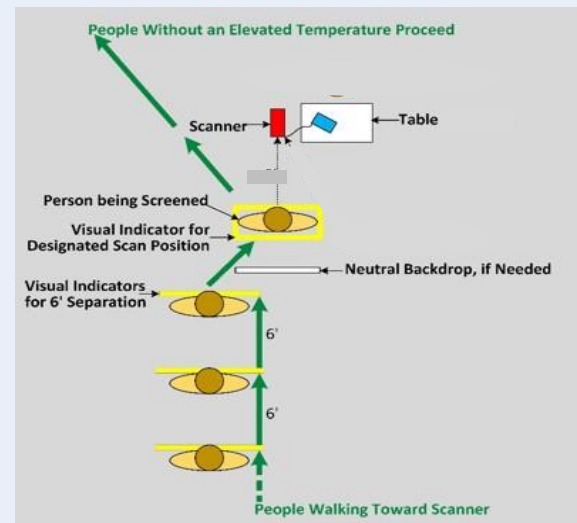 People Without an Elevated Temperature Proceed
Scanner
Table
Person being Screened
Visual Indicator for
Designated Scan Position
Neutral Backdrop, if Needed
Visual Indicators
for 6' Separation
6'
6'
People Walking Toward Scanner